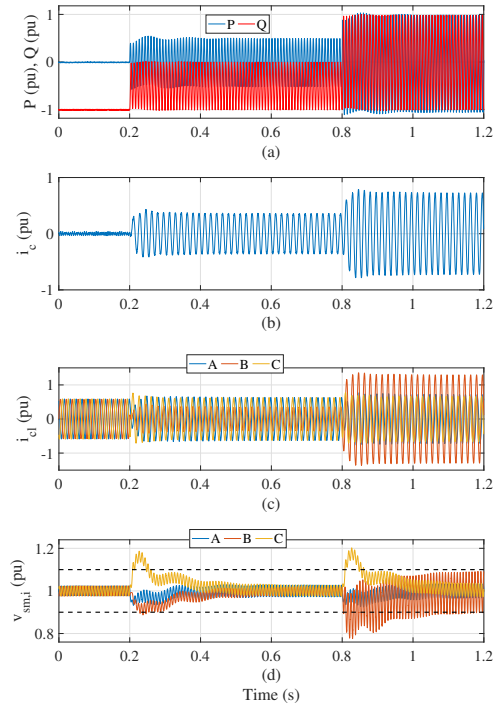 P Q
P (pu), Q (pu)
1
0
-1
0 0.2 0.4 0.6 0.8 1 1.2
(a)
i_c (pu)
1
0
-1
0 0.2 0.4 0.6 0.8 1 1.2
(b)
A B C
i_cl (pu)
1
0
-1
0 0.2 0.4 0.6 0.8 1 1.2
(c)
A B C
v_sm,i (pu)
1.2
1
0.8
0 0.2 0.4 0.6 0.8 1 1.2
(d)
Time (s)